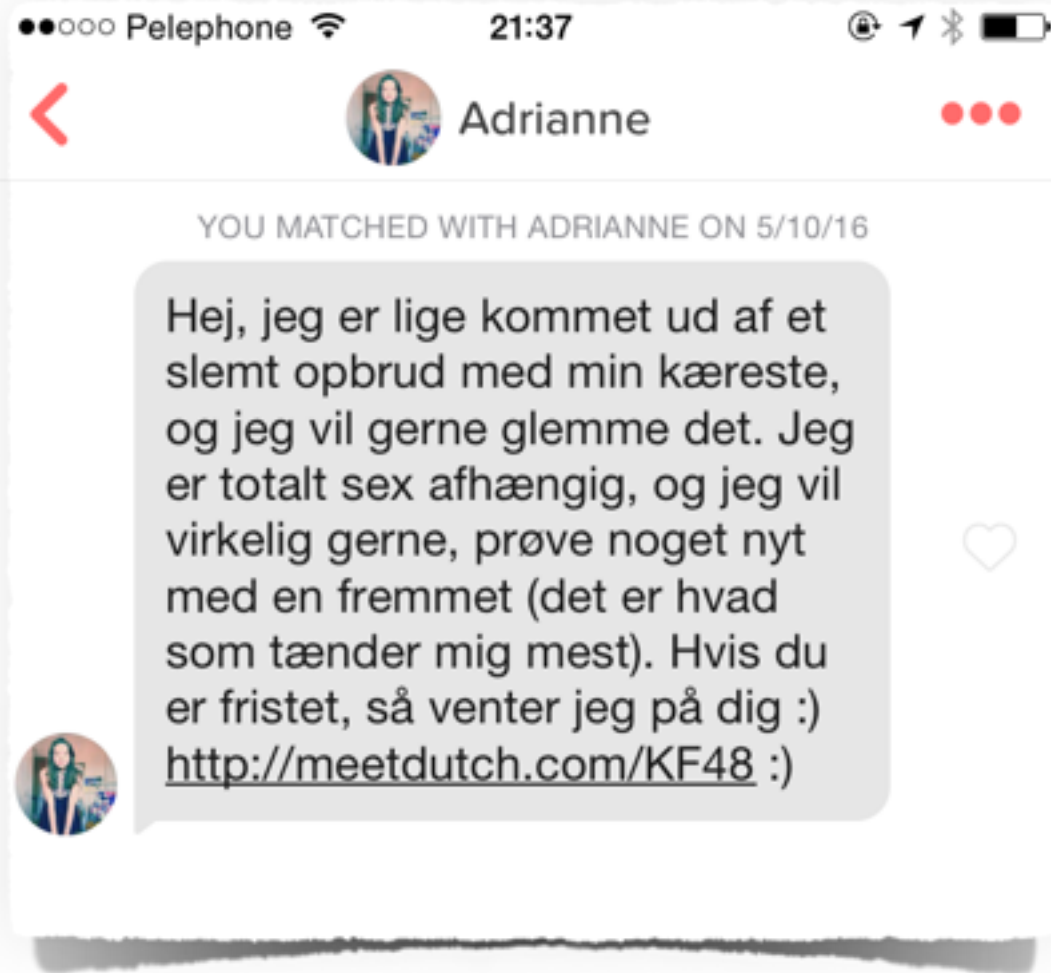 Pelephone 21:37
Adrianne
YOU MATCHED WITH ADRIANNE ON 5/10/16
Hej, jeg er lige kommet ud af et
slemt opbrud med min kæreste,
og jeg vil gerne glemme det. Jeg
er totalt sex afhængig, og jeg vil
virkelig gerne, prøve noget nyt
med en fremmet (det er hvad
som tænder mig mest). Hvis du
er fristet, så venter jeg på dig :)
http://meetdutch.com/KF48 :)